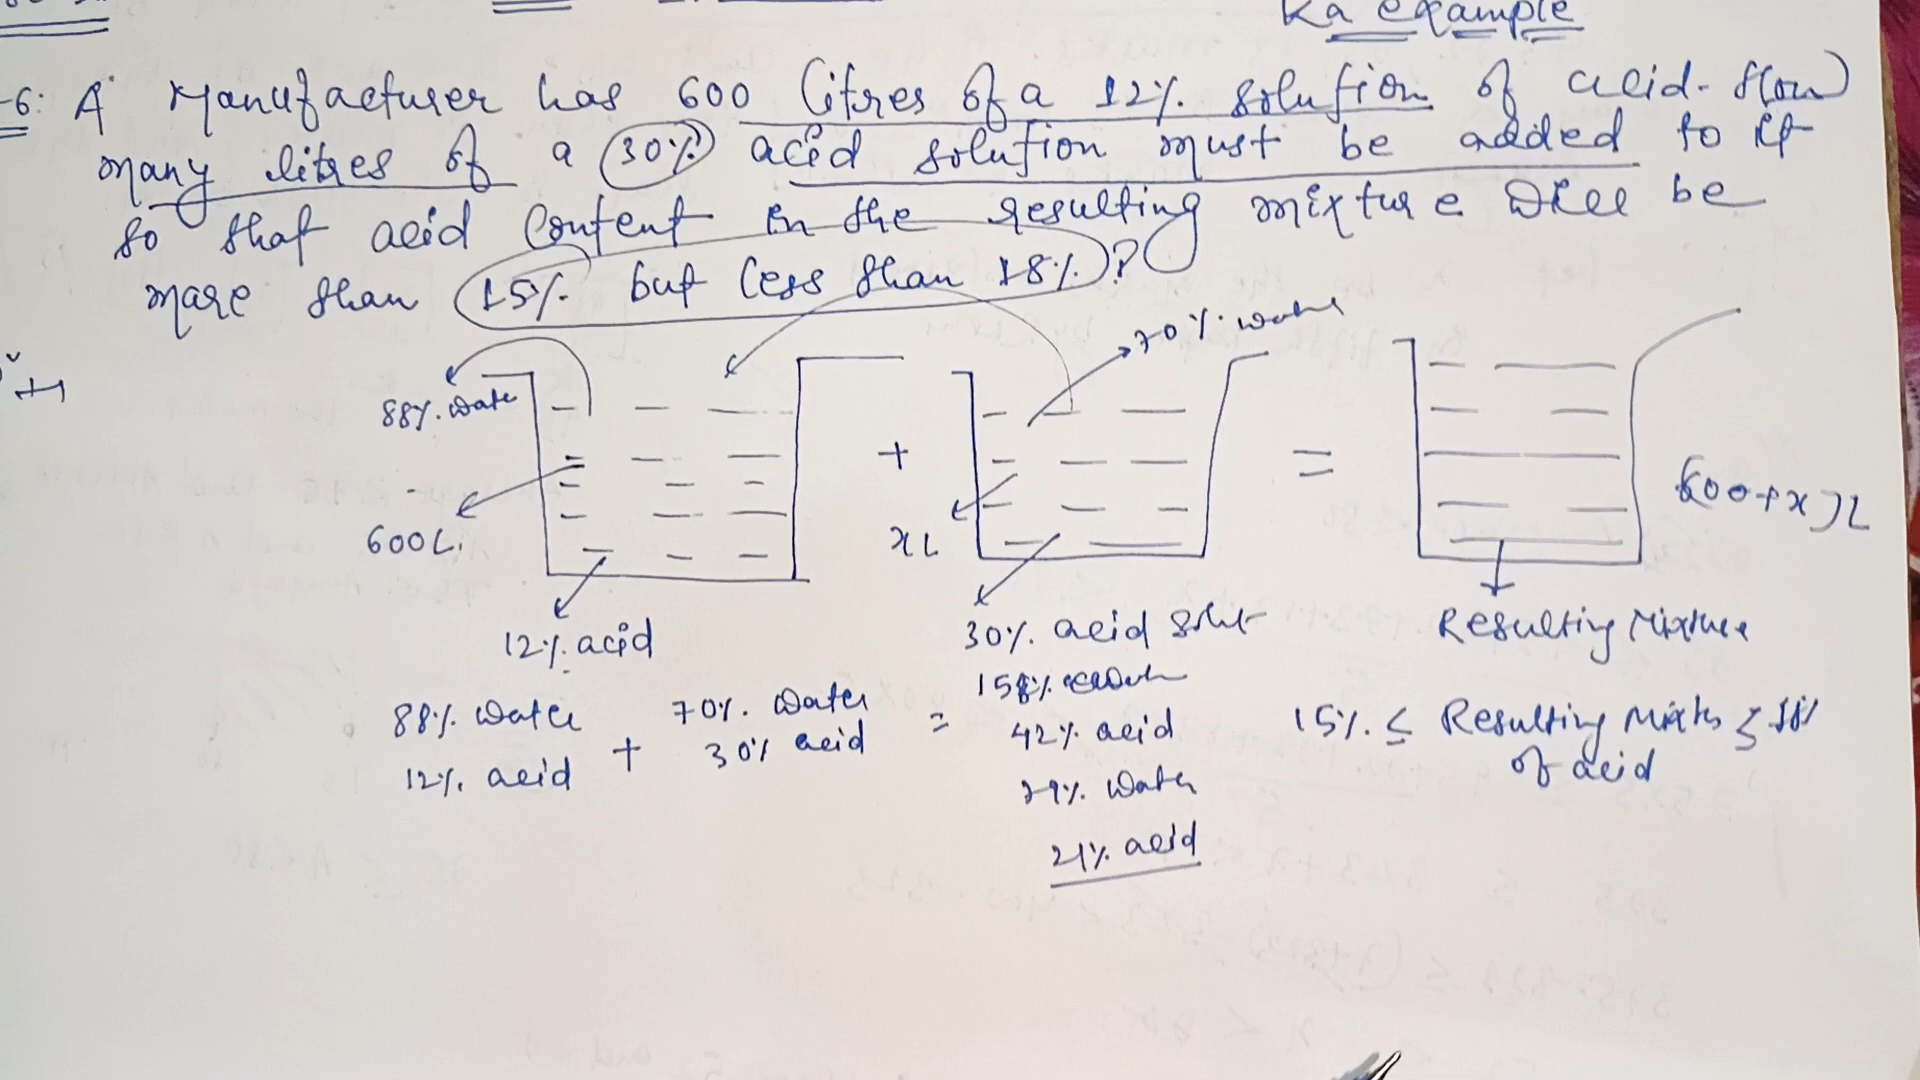 Ka example
6: A Manufacturer has 600 litres of a 12% solution of acid. How
many litres of a 30% acid solution must be added to it
so that acid content in the resulting mixture will be
more than 15% but less than 18%?
88% wate
70% water
+
=
600L.
xL
600+x)L
12% acid
30% acid solut
Resulting Mixture
88% water
12% acid
+
70% water
30% acid
=
158% water
42% acid
79% water
21% acid
15% ≤ Resulting Mixtu ≤ 18%
of acid